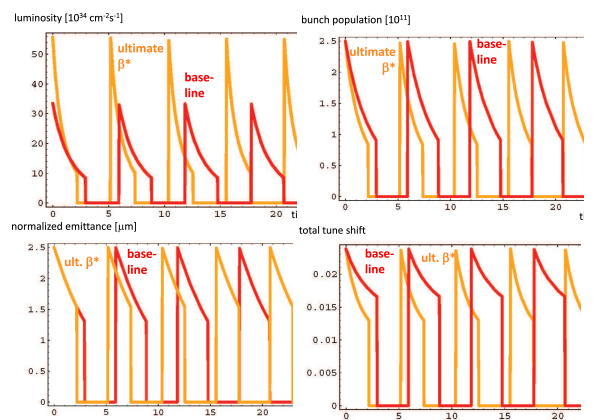 luminosity [10³⁴ cm⁻²s⁻¹]
50
40
30
20
10
0
ultimate
β*
base-
line
0 5 10 15 20 ti
bunch population [10¹¹]
2.5
2
1.5
1
0.5
0
ultimate
β*
base-
line
0 5 10 15 20 t
normalized emittance [μm]
2.5
2
1.5
1
0.5
0
ult. β*
base-
line
0 5 10 15 20
total tune shift
0.02
0.015
0.01
0.005
0
base-
line
ult. β*
0 5 10 15 20